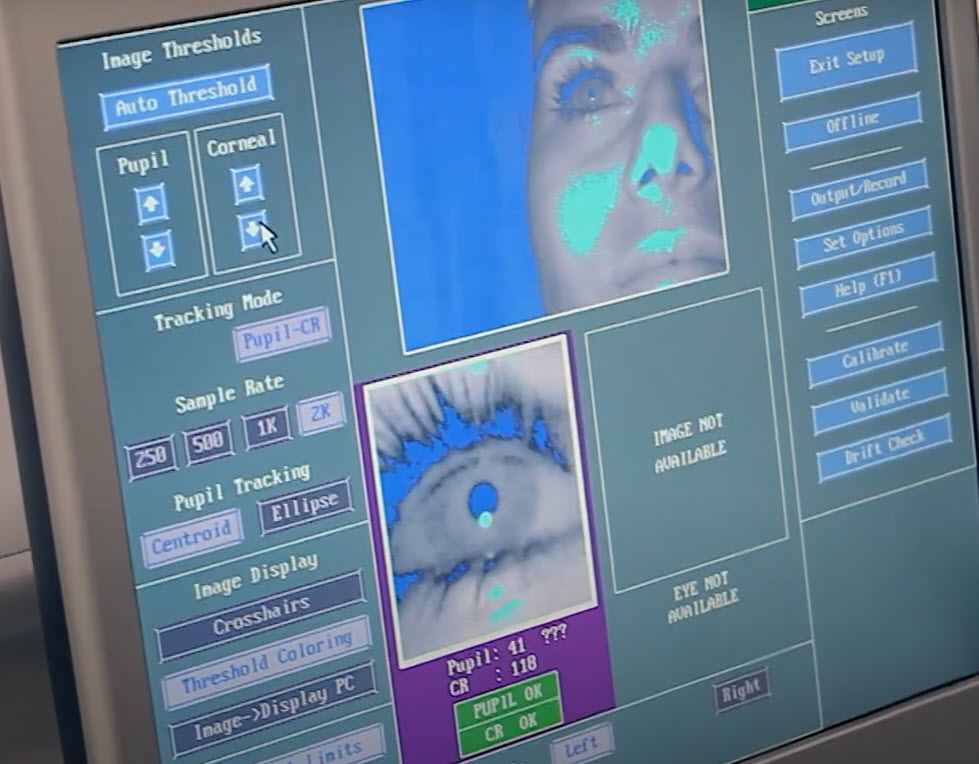 Image Thresholds
Auto Threshold
Pupil
Corneal
Tracking Mode
Pupil-CR
Sample Rate
250 500 1K 2K
Pupil Tracking
Centroid Ellipse
Image Display
Crosshairs
Threshold Coloring
Image->Display PC
Limits
IMAGE NOT
AVAILABLE
EYE NOT
AVAILABLE
Pupil: 41 ???
CR : 118
PUPIL OK
CR OK
Left
Right
Screens
Exit Setup
Offline
Output/Record
Set Options
Help (F1)
Calibrate
Validate
Drift Check